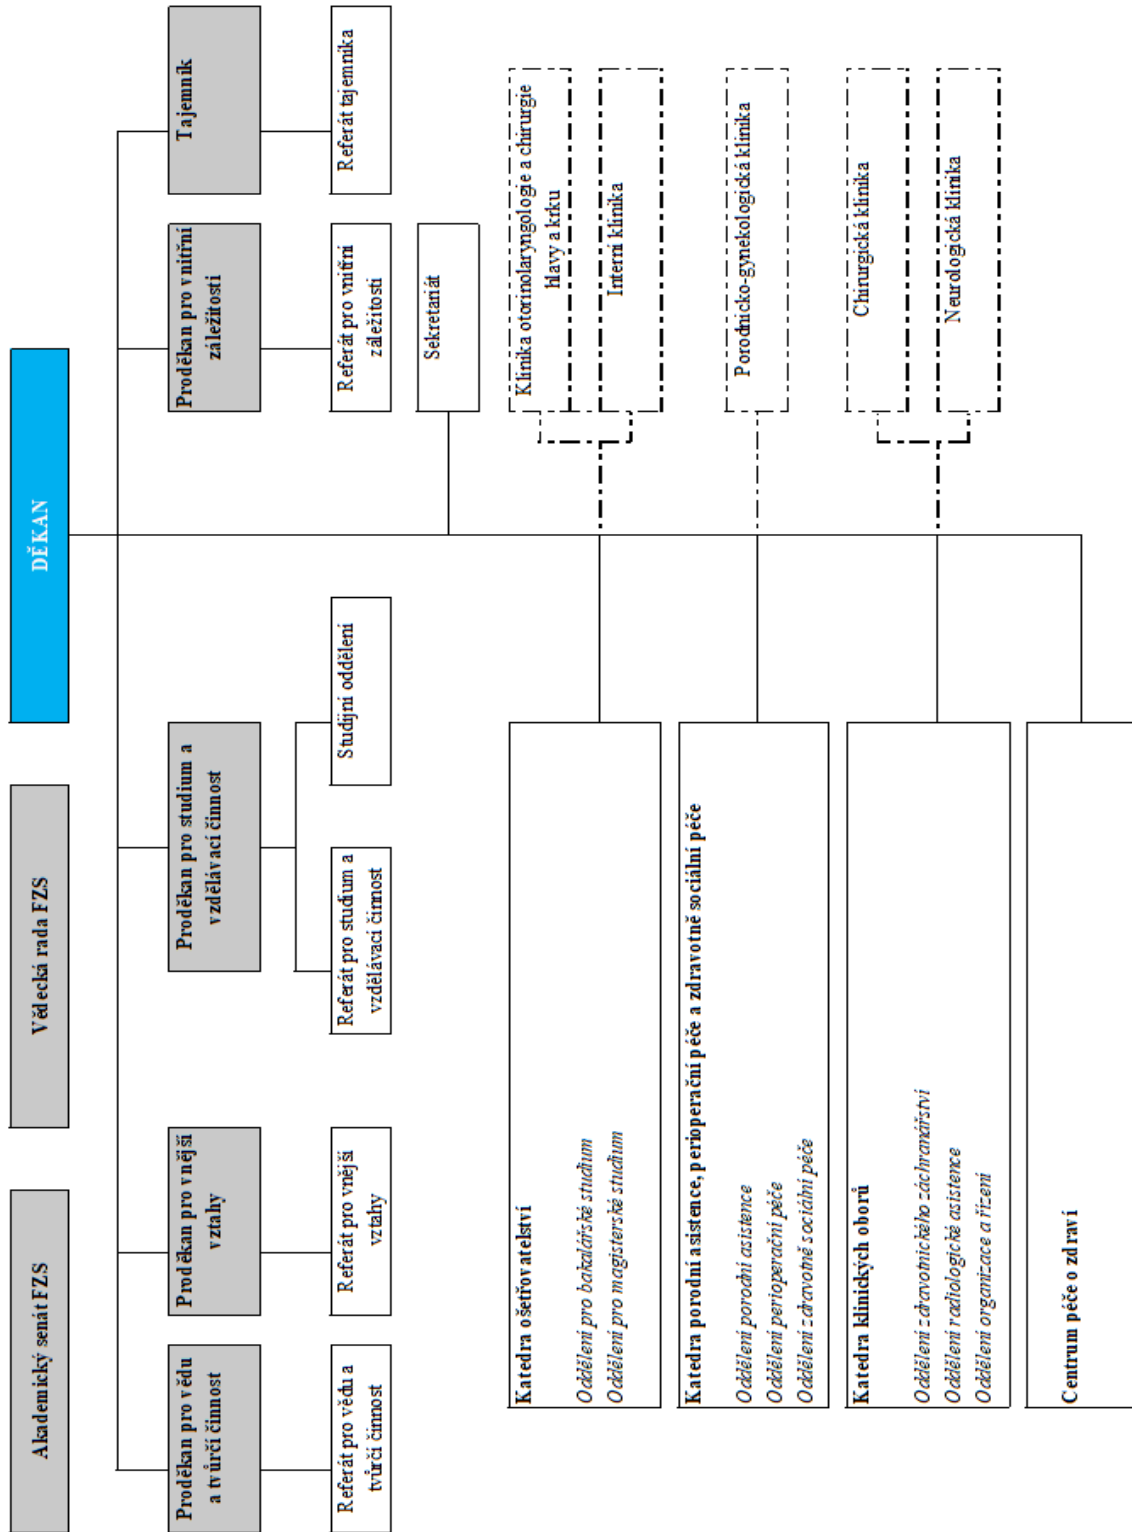 Akademický senát FZS
Vědecká rada FZS
DĚKAN
Proděkan pro vědu
a tvůrčí činnost
Proděkan pro vnější
vztahy
Proděkan pro studium a
vzdělávací činnost
Proděkan pro vnitřní
záležitosti
Tajemník
Referát pro vědu a
tvůrčí činnost
Referát pro vnější
vztahy
Referát pro studium a
vzdělávací činnost
Studijní oddělení
Referát pro vnitřní
záležitosti
Referát tajemníka
Sekretariát
Katedra ošetřovatelství
Oddělení pro bakalářské studium
Oddělení pro magisterské studium
Klinika otorinolaryngologie a chirurgie
hlavy a krku
Interní klinika
Katedra porodní asistence, perioperační péče a zdravotně sociální péče
Oddělení porodní asistence
Oddělení perioperační péče
Oddělení zdravotně sociální péče
Porodnicko-gynekologická klinika
Katedra klinických oborů
Oddělení zdravotnického záchranářství
Oddělení radiologické asistence
Oddělení organizace a řízení
Chirurgická klinika
Neurologická klinika
Centrum péče o zdraví